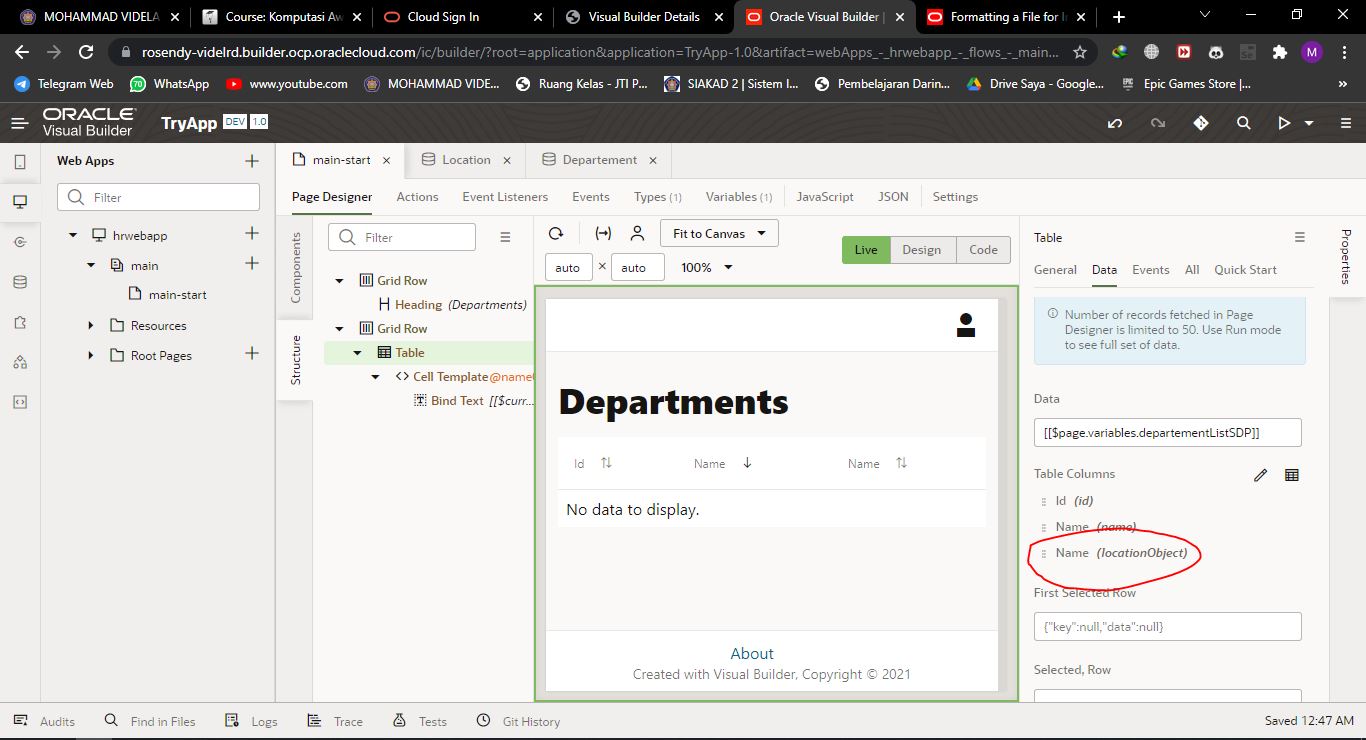 MOHAMMAD VIDELA
Course: Komputasi Aw
Cloud Sign In
Visual Builder Details
Oracle Visual Builder |
Formatting a File for I
rosendy-videlrd.builder.ocp.oraclecloud.com/ic/builder/?root=application&application=TryApp-1.0&artifact=webApps_-_hrwebapp_-_flows_-_main...
M
Telegram Web
WhatsApp
www.youtube.com
MOHAMMAD VIDE...
Ruang Kelas - JTI P...
SIAKAD 2 | Sistem I...
Pembelajaran Darin...
Drive Saya - Google...
Epic Games Store |...
»
ORACLE
Visual Builder
TryApp DEV 1.0
Web Apps
main-start
Location
Departement
Filter
Page Designer
Actions
Event Listeners
Events
Types (1)
Variables (1)
JavaScript
JSON
Settings
hrwebapp
main
main-start
Resources
Root Pages
Components
Structure
Filter
Grid Row
Heading (Departments)
Grid Row
Table
Cell Template @name
Bind Text [[$curr...
Fit to Canvas
Live
Design
Code
auto × auto
100%
Departments
Id
Name
Name
No data to display.
About
Created with Visual Builder, Copyright © 2021
Table
Properties
General
Data
Events
All
Quick Start
Number of records fetched in Page
Designer is limited to 50. Use Run mode
to see full set of data.
Data
[[$page.variables.departementListSDP]]
Table Columns
Id (id)
Name (name)
Name (locationObject)
First Selected Row
{"key":null,"data":null}
Selected, Row
Audits
Find in Files
Logs
Trace
Tests
Git History
Saved 12:47 AM